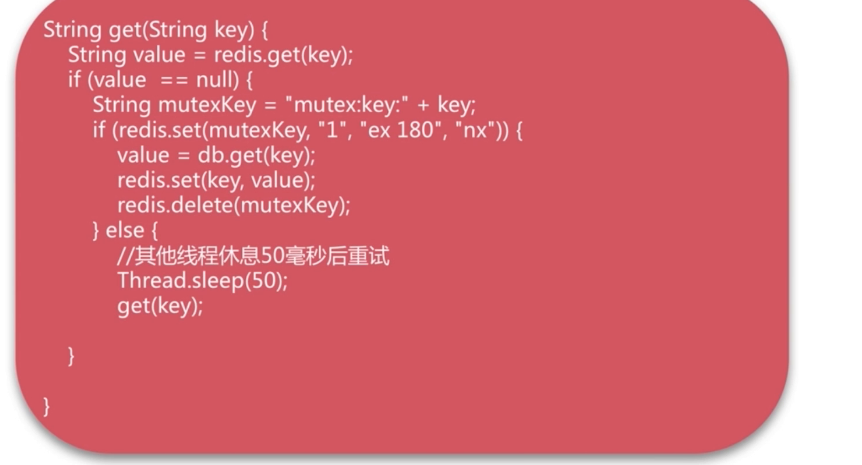 String get(String key) {
String value = redis.get(key);
if (value  == null) {
String mutexKey = "mutex:key:" + key;
if (redis.set(mutexKey, "1", "ex 180", "nx")) {
value = db.get(key);
redis.set(key, value);
redis.delete(mutexKey);
} else {
//其他线程休息50毫秒后重试
Thread.sleep(50);
get(key);
}
}